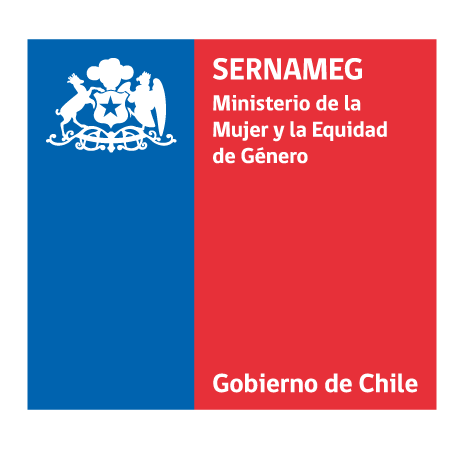 SERNAMEG
Ministerio de la
Mujer y la Equidad
de Género
Gobierno de Chile